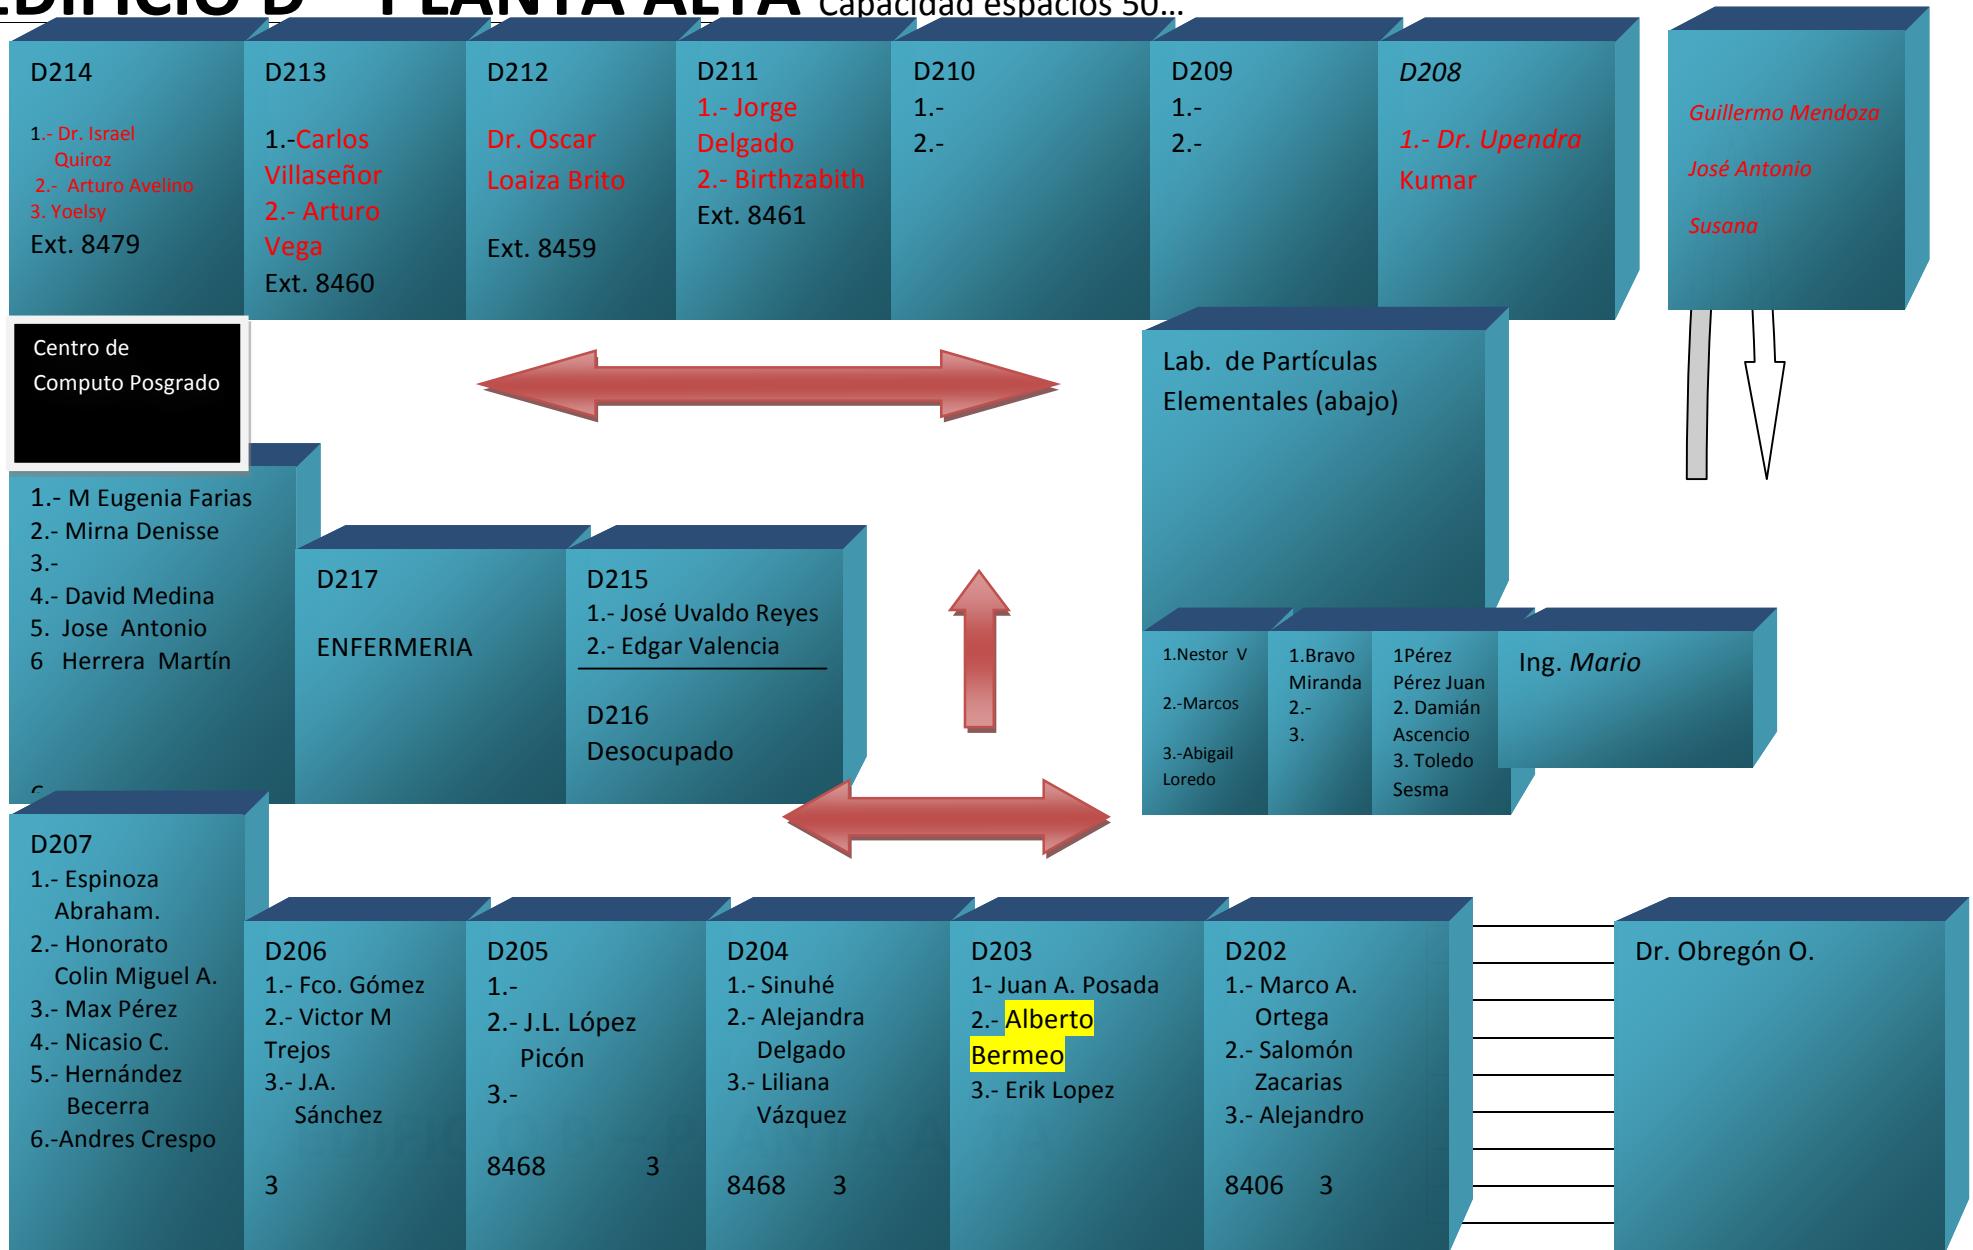 EDIFICIO D – PLANTA ALTA Capacidad espacios 50...
D214
1.- Dr. Israel
Quiroz
2.- Arturo Avelino
3. Yoelsy
Ext. 8479
D213
1.-Carlos
Villaseñor
2.- Arturo
Vega
Ext. 8460
D212
Dr. Oscar
Loaiza Brito
Ext. 8459
D211
1.- Jorge
Delgado
2.- Birthzabith
Ext. 8461
D210
1.-
2.-
D209
1.-
2.-
D208
1.- Dr. Upendra
Kumar
Guillermo Mendoza
José Antonio
Susana
Centro de
Computo Posgrado
Lab. de Partículas
Elementales (abajo)
1.- M Eugenia Farias
2.- Mirna Denisse
3.-
4.- David Medina
5. Jose Antonio
6 Herrera Martín
D217
ENFERMERIA
D215
1.- José Uvaldo Reyes
2.- Edgar Valencia
D216
Desocupado
1.Nestor V
2.-Marcos
3.-Abigail
Loredo
1.Bravo
Miranda
2.-
3.
1Pérez
Pérez Juan
2. Damián
Ascencio
3. Toledo
Sesma
Ing. Mario
D207
1.- Espinoza
Abraham.
2.- Honorato
Colin Miguel A.
3.- Max Pérez
4.- Nicasio C.
5.- Hernández
Becerra
6.-Andres Crespo
D206
1.- Fco. Gómez
2.- Victor M
Trejos
3.- J.A.
Sánchez
3
D205
1.-
2.- J.L. López
Picón
3.-
8468 3
D204
1.- Sinuhé
2.- Alejandra
Delgado
3.- Liliana
Vázquez
8468 3
D203
1- Juan A. Posada
2.- Alberto
Bermeo
3.- Erik Lopez
D202
1.- Marco A.
Ortega
2.- Salomón
Zacarias
3.- Alejandro
8406 3
Dr. Obregón O.